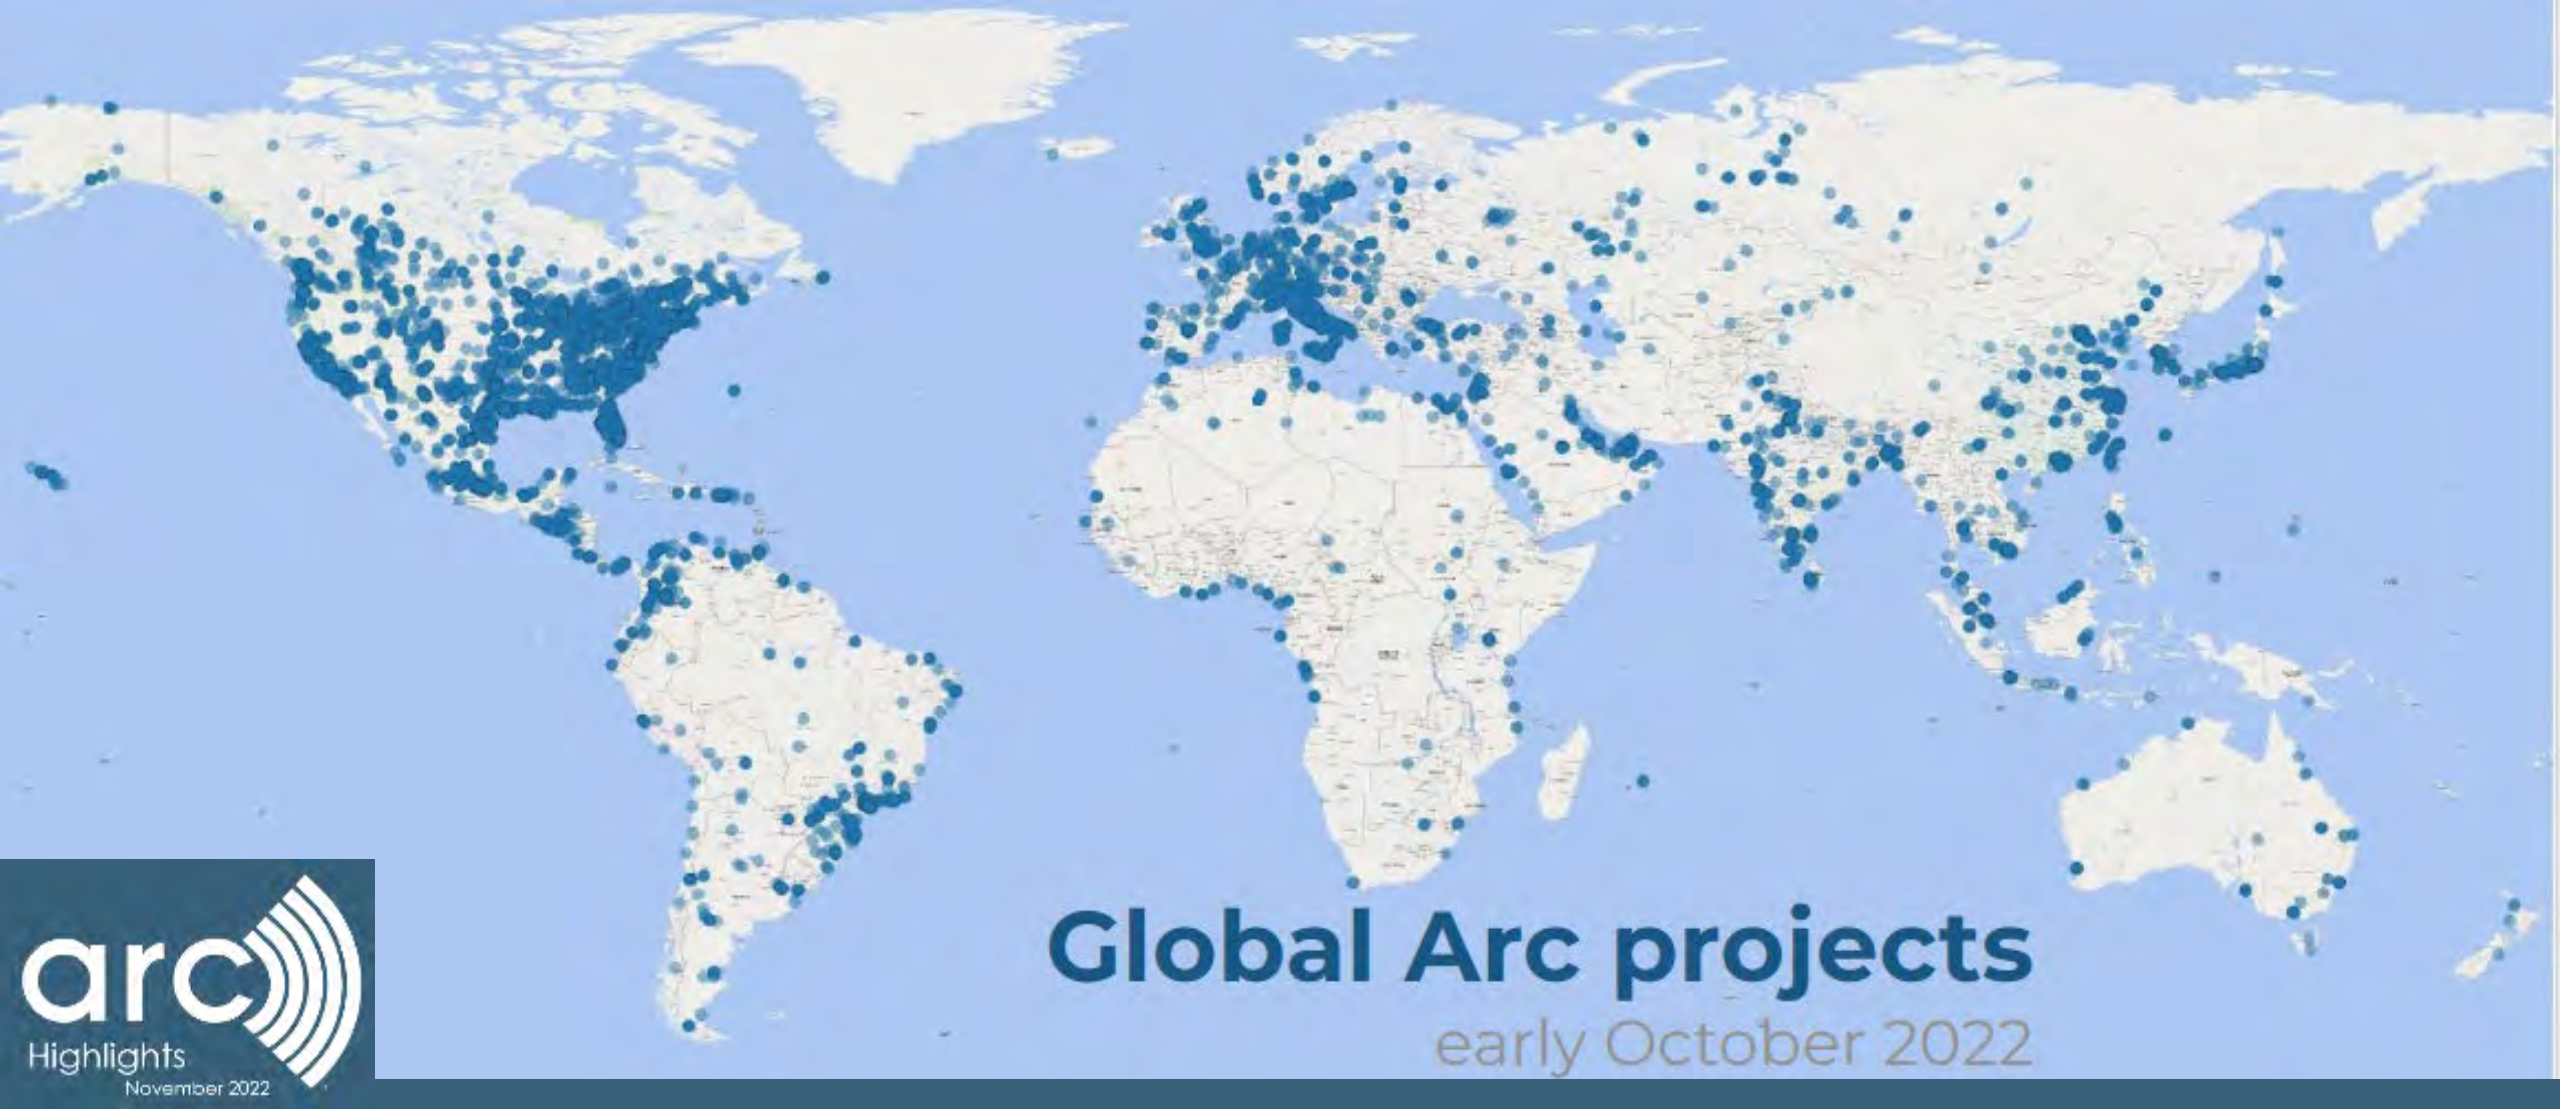 Global Arc projects
early October 2022
arc
Highlights
November 2022